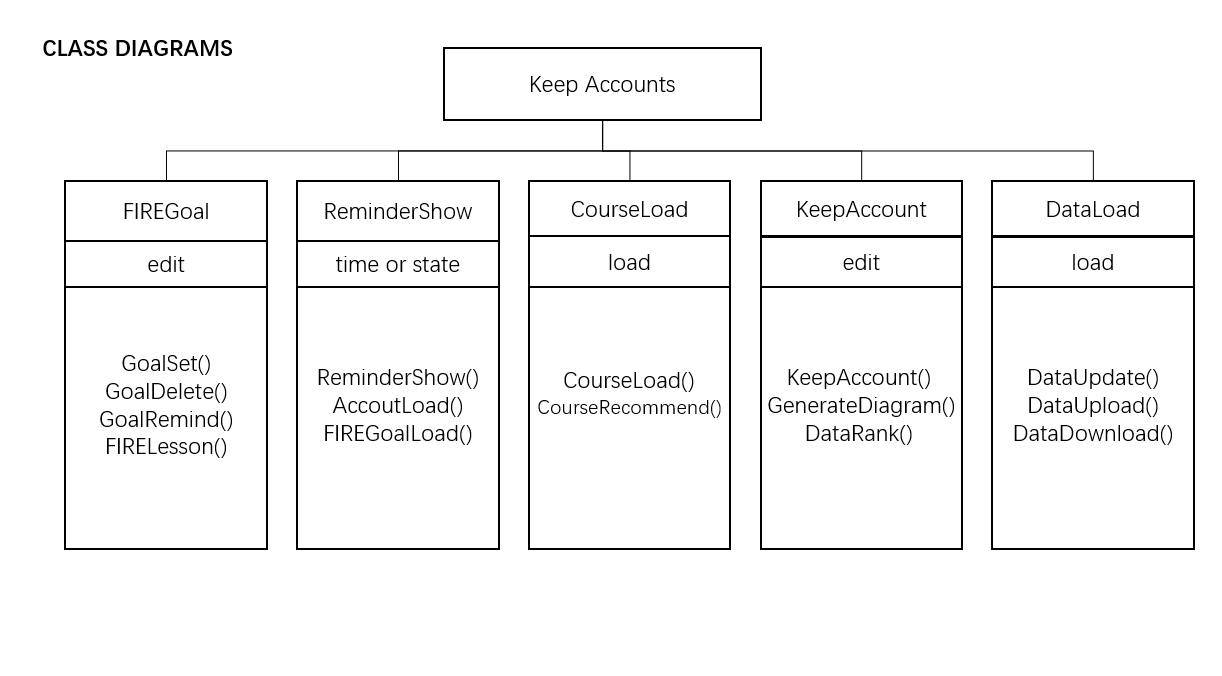 CLASS DIAGRAMS
Keep Accounts
FIREGoal
edit
GoalSet()
GoalDelete()
GoalRemind()
FIRELesson()
ReminderShow
time or state
ReminderShow()
AccoutLoad()
FIREGoalLoad()
CourseLoad
load
CourseLoad()
CourseRecommend()
KeepAccount
edit
KeepAccount()
GenerateDiagram()
DataRank()
DataLoad
load
DataUpdate()
DataUpload()
DataDownload()